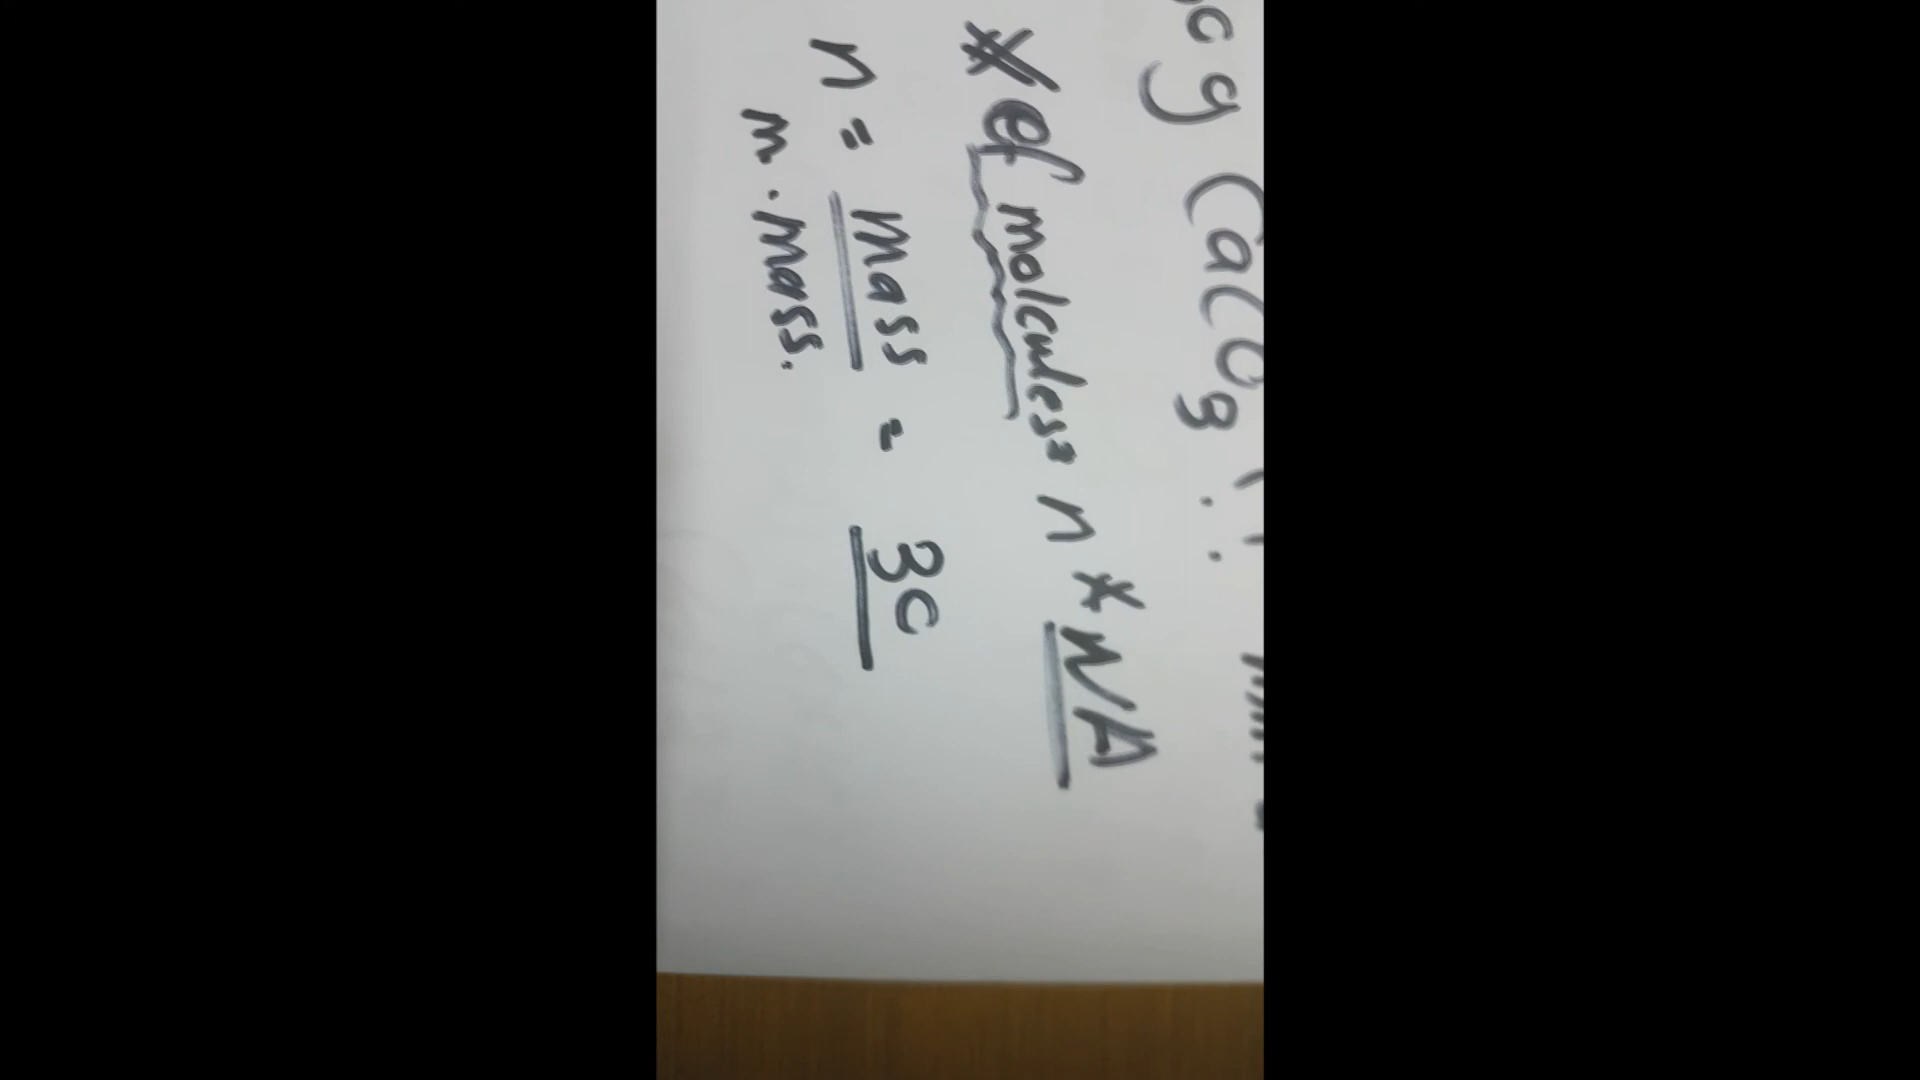 g CaCO3 ? .
# of molcules = n * NA
n = mass = 30
m. mass.